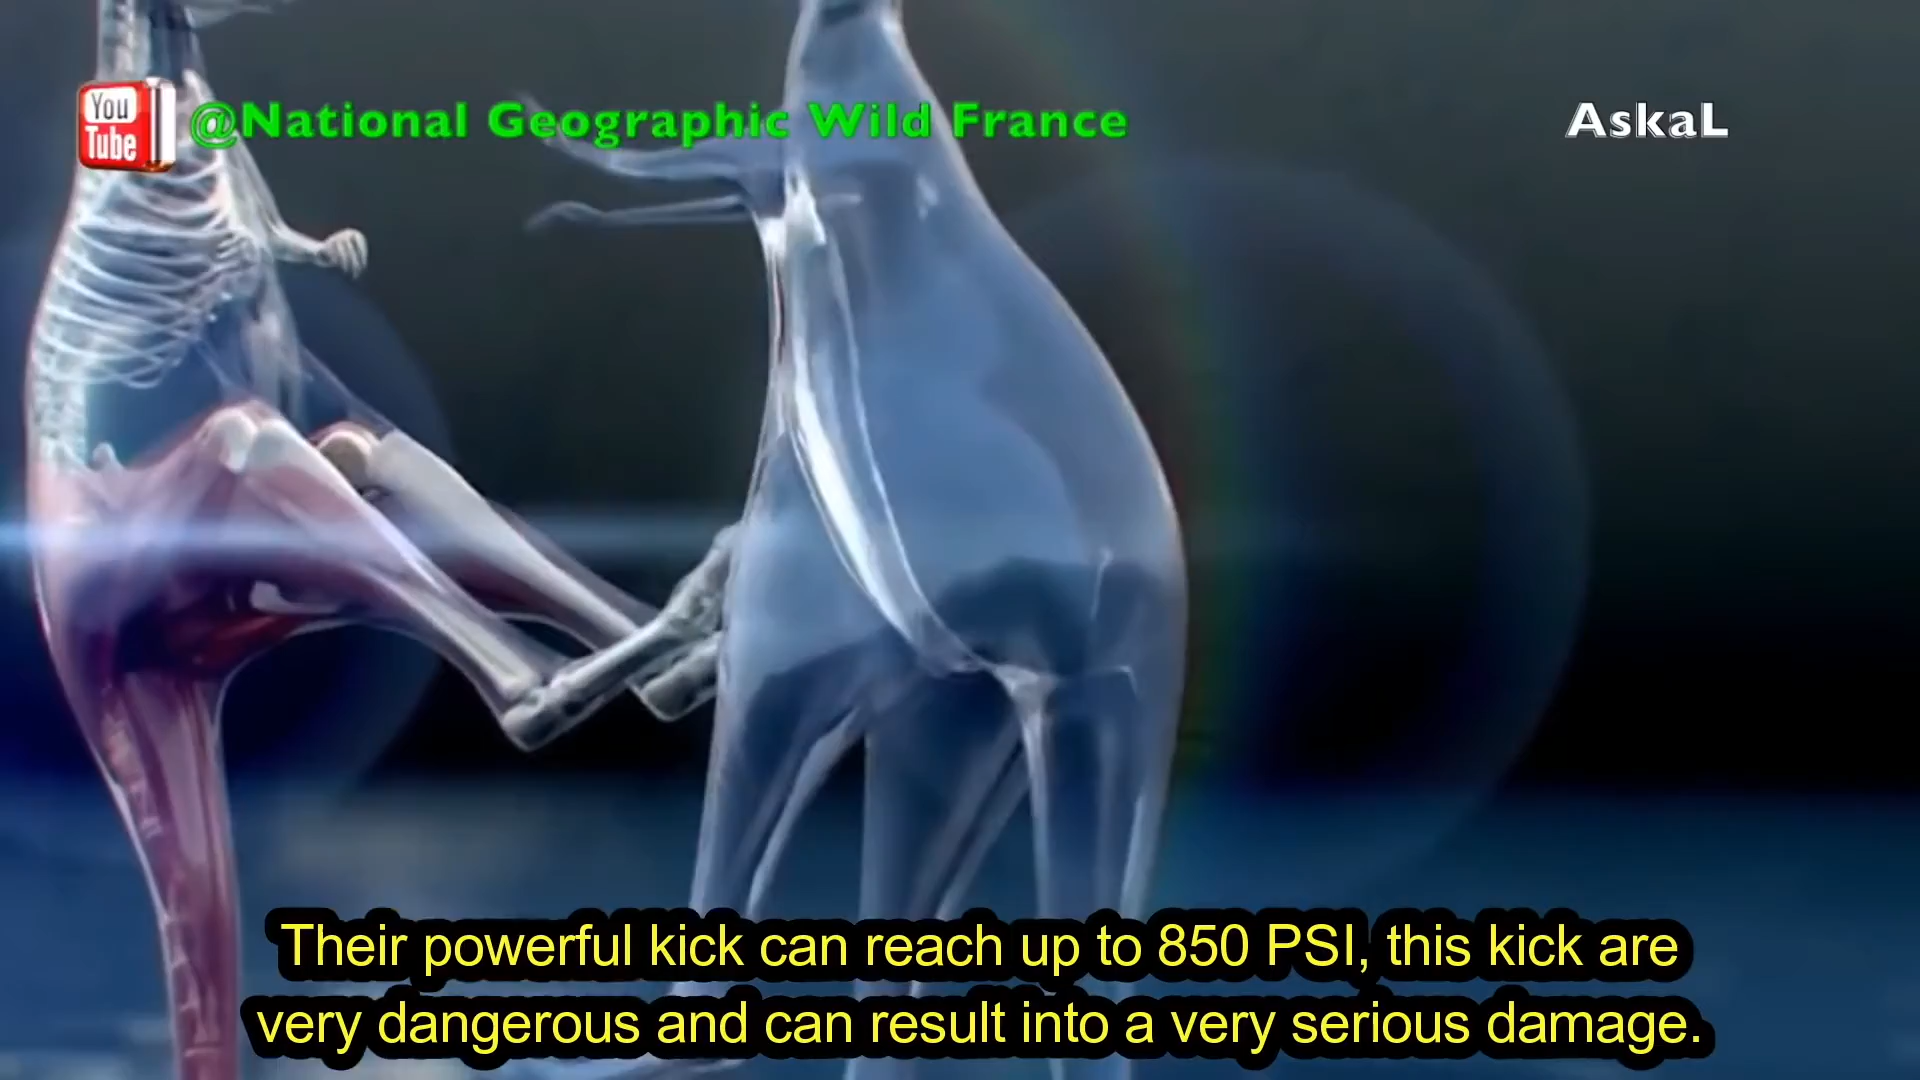 You
Tube
@National Geographic Wild France
AskaL
Their powerful kick can reach up to 850 PSI, this kick are
very dangerous and can result into a very serious damage.